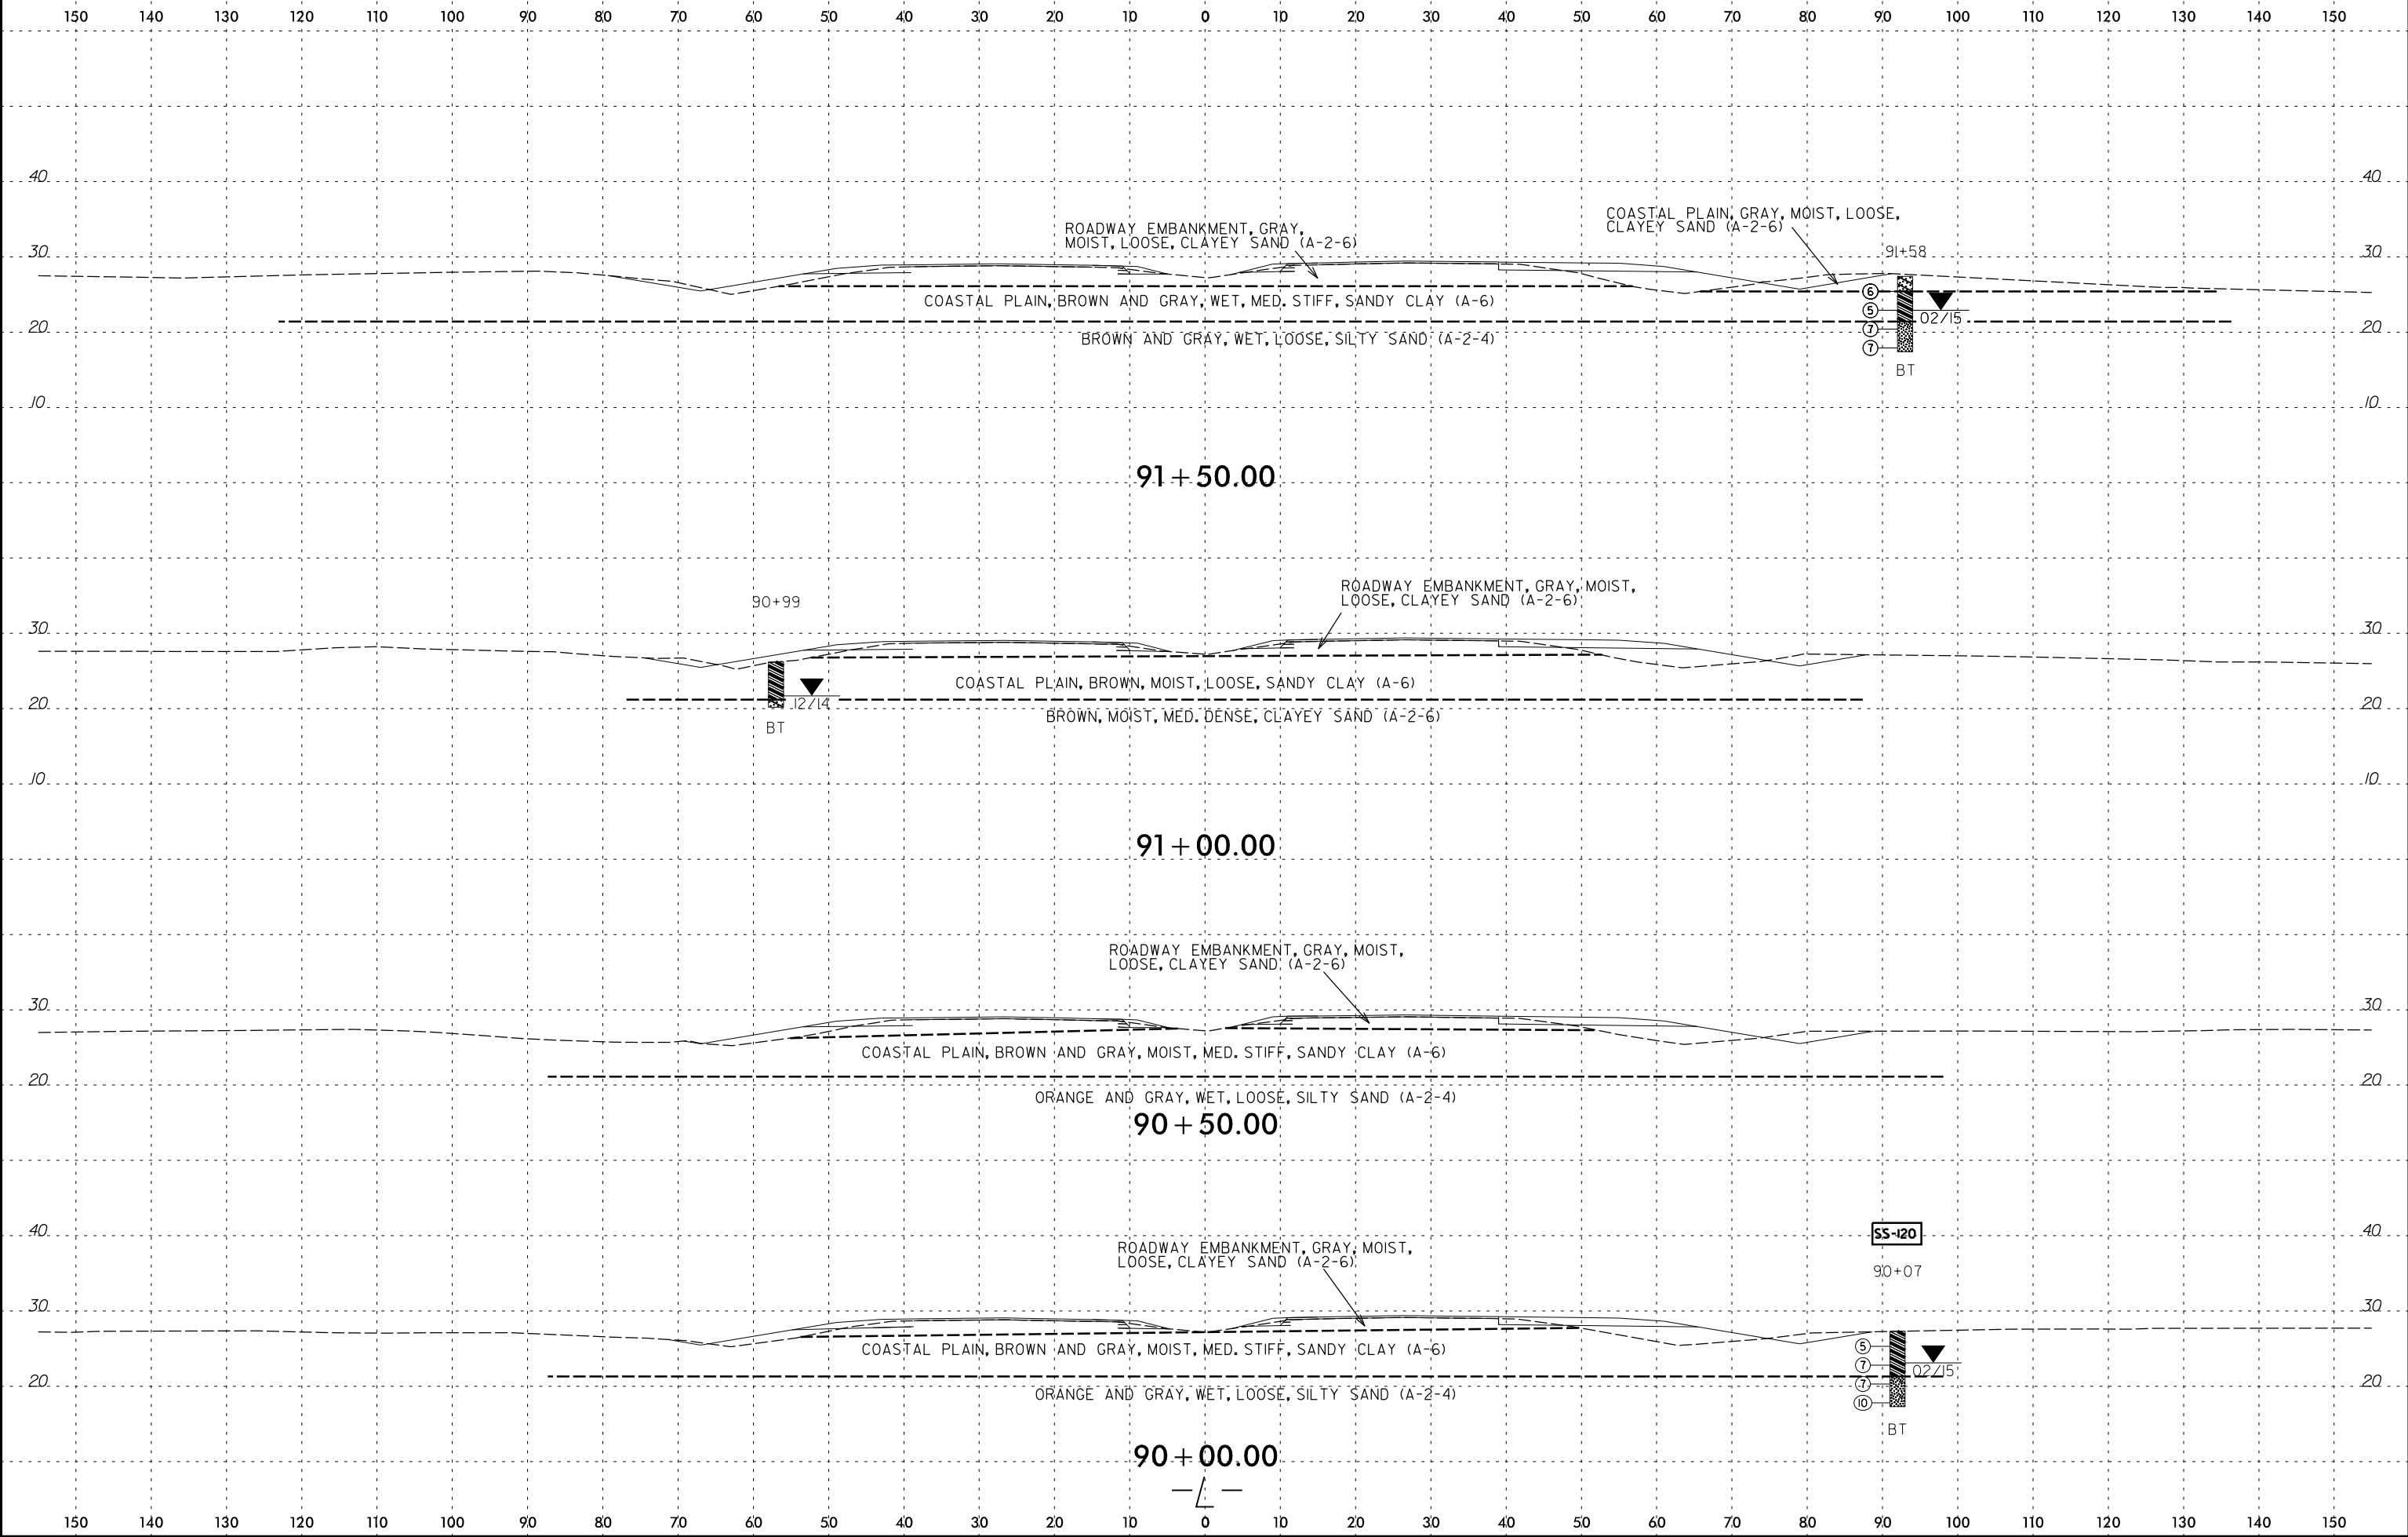 150 140 130 120 110 100 90 80 70 60 50 40 30 20 10 0 10 20 30 40 50 60 70 80 90 100 110 120 130 140 150
40 40
COASTAL PLAIN, GRAY, MOIST, LOOSE,
CLAYEY SAND (A-2-6)
ROADWAY EMBANKMENT, GRAY,
MOIST, LOOSE, CLAYEY SAND (A-2-6)
91+58
30 30
6
COASTAL PLAIN, BROWN AND GRAY, WET, MED. STIFF, SANDY CLAY (A-6)
5
02/15
20 20
7
BROWN AND GRAY, WET, LOOSE, SILTY SAND (A-2-4)
7
BT
10 10
91+50.00
ROADWAY EMBANKMENT, GRAY, MOIST,
LOOSE, CLAYEY SAND (A-2-6)
90+99
30 30
COASTAL PLAIN, BROWN, MOIST, LOOSE, SANDY CLAY (A-6)
12/14
20 20
BROWN, MOIST, MED. DENSE, CLAYEY SAND (A-2-6)
BT
10 10
91+00.00
ROADWAY EMBANKMENT, GRAY, MOIST,
LOOSE, CLAYEY SAND (A-2-6)
30 30
COASTAL PLAIN, BROWN AND GRAY, MOIST, MED. STIFF, SANDY CLAY (A-6)
20 20
ORANGE AND GRAY, WET, LOOSE, SILTY SAND (A-2-4)
90+50.00
40 40
SS-120
ROADWAY EMBANKMENT, GRAY, MOIST,
LOOSE, CLAYEY SAND (A-2-6)
90+07
30 30
5
COASTAL PLAIN, BROWN AND GRAY, MOIST, MED. STIFF, SANDY CLAY (A-6)
7
02/15
20 20
7
ORANGE AND GRAY, WET, LOOSE, SILTY SAND (A-2-4)
10
BT
90+00.00
-L-
150 140 130 120 110 100 90 80 70 60 50 40 30 20 10 0 10 20 30 40 50 60 70 80 90 100 110 120 130 140 150